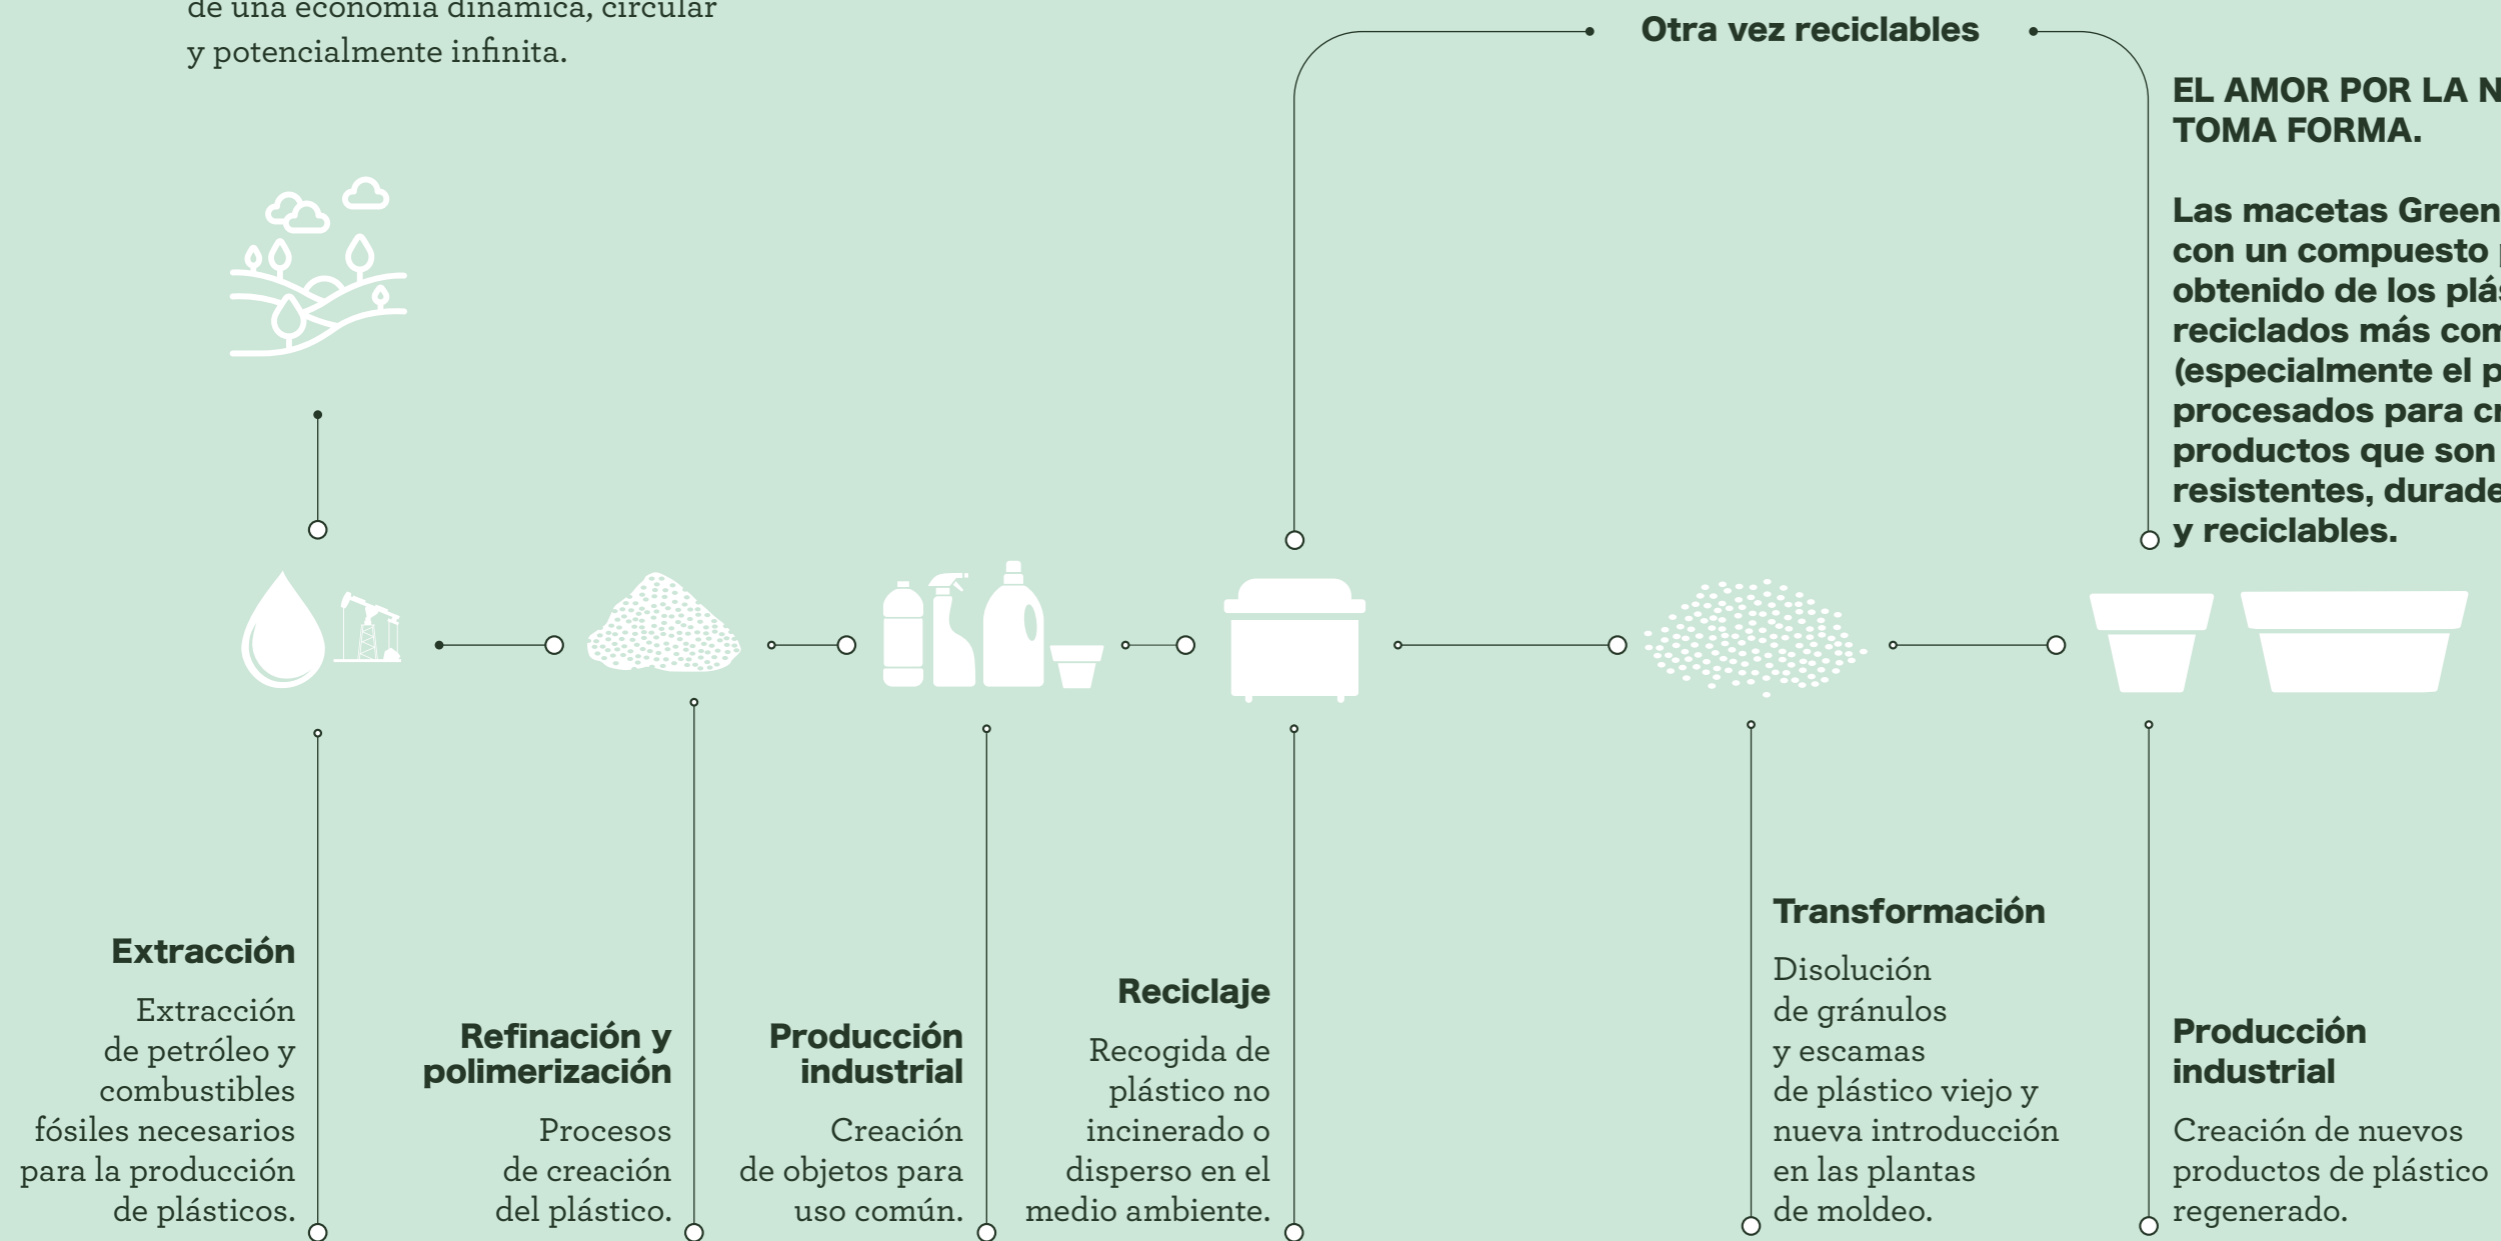 de una economía dinámica, circular
y potencialmente infinita.
Otra vez reciclables
EL AMOR POR LA
TOMA FORMA.
Las macetas Green
con un compuesto
obtenido de los
reciclados más
(especialmente el
procesados para
productos que son
resistentes,
y reciclables.
Extracción
Extracción
de petróleo y
combustibles
fósiles necesarios
para la producción
de plásticos.
Refinación y
polimerización
Procesos
de creación
del plástico.
Producción
industrial
Creación
de objetos para
uso común.
Reciclaje
Recogida de
plástico no
incinerado o
disperso en el
medio ambiente.
Transformación
Disolución
de gránulos
y escamas
de plástico viejo y
nueva introducción
en las plantas
de moldeo.
Producción
industrial
Creación de nuevos
productos de plástico
regenerado.